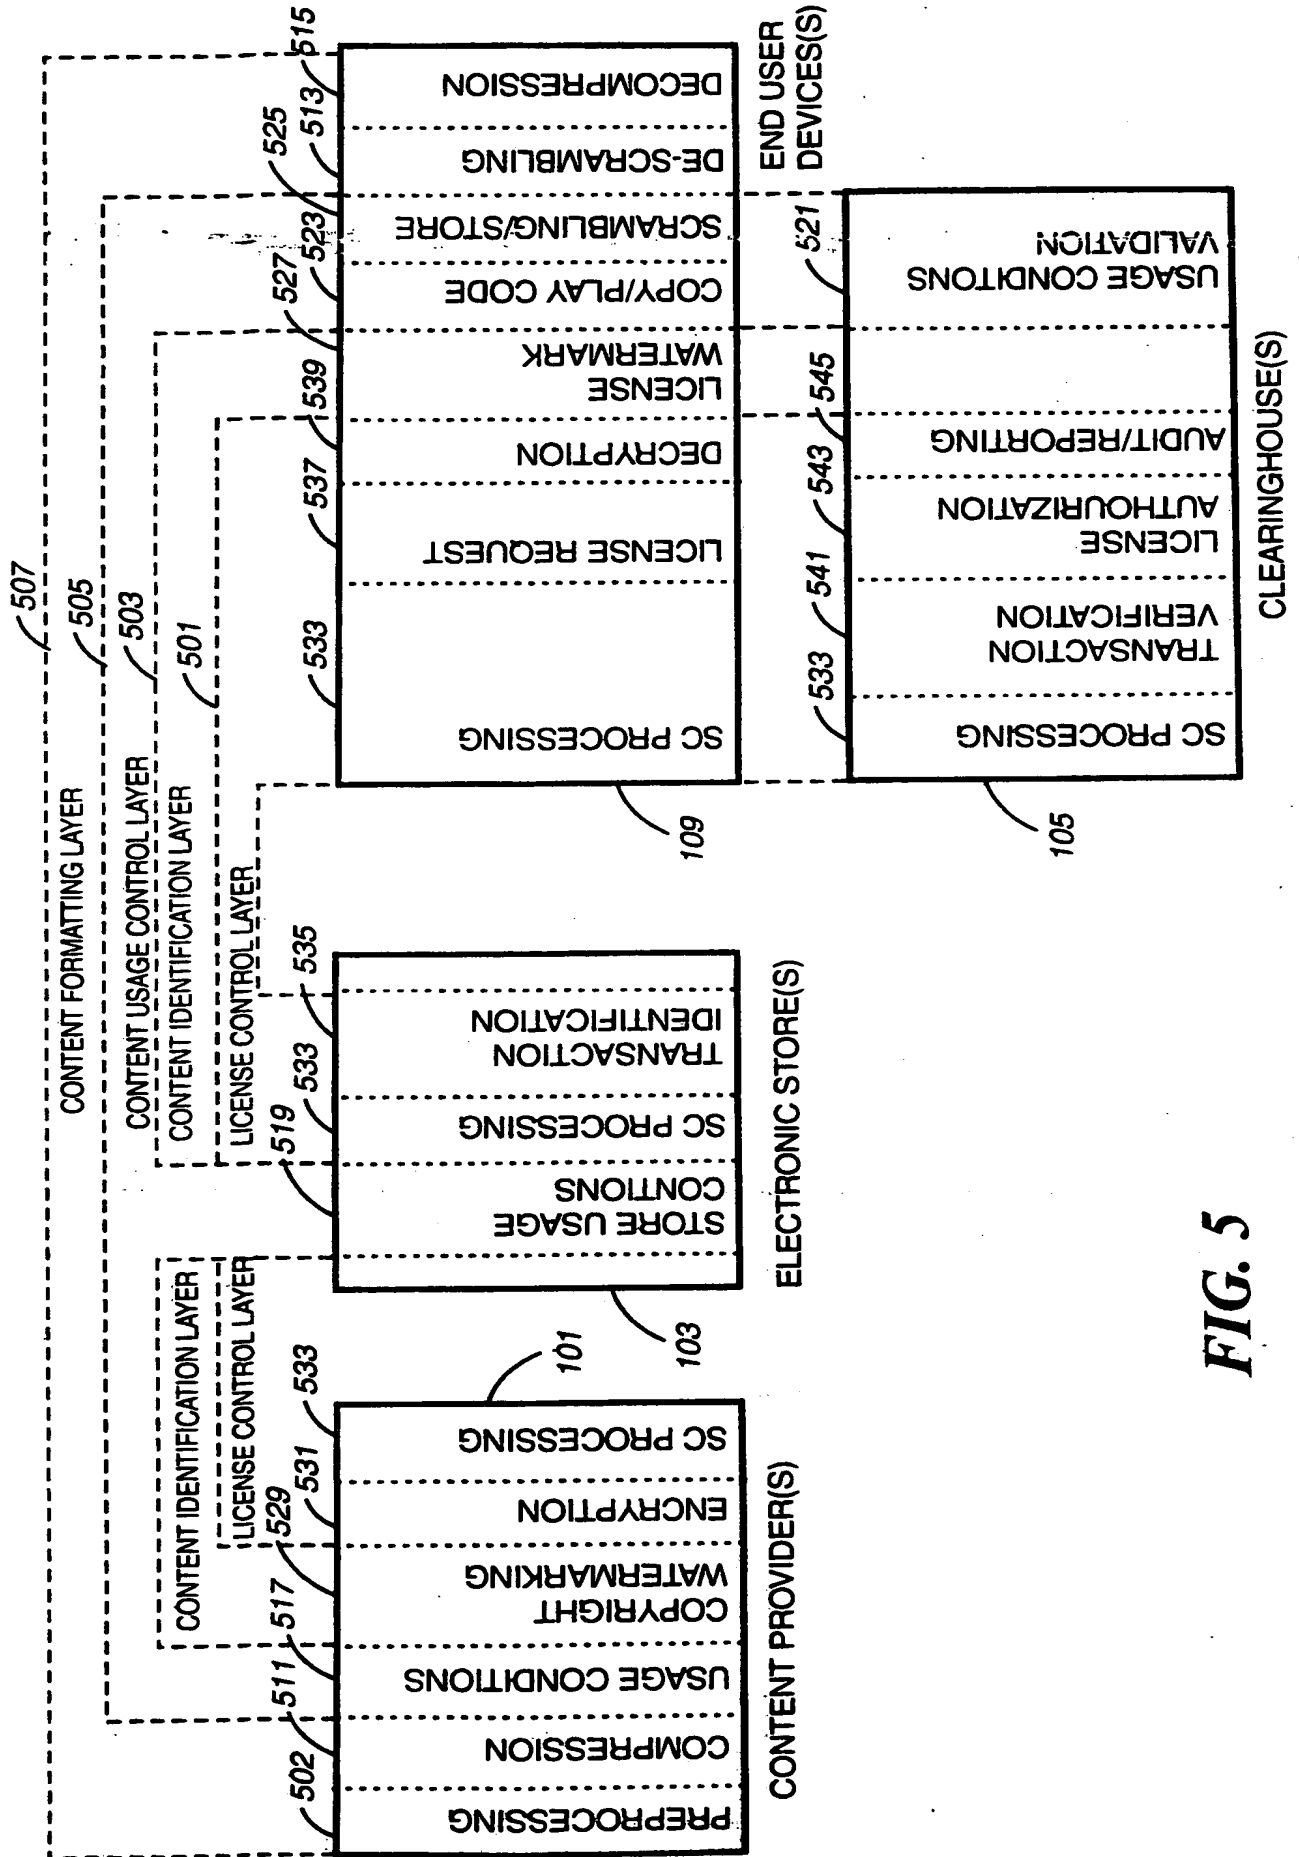 507
CONTENT FORMATTING LAYER
505
CONTENT USAGE CONTROL LAYER
503
CONTENT IDENTIFICATION LAYER
501
LICENSE CONTROL LAYER
CONTENT IDENTIFICATION LAYER
LICENSE CONTROL LAYER
502
511
517
529
531
533
PREPROCESSING
COMPRESSION
USAGE CONDITIONS
COPYRIGHT
WATERMARKING
ENCRYPTION
SC PROCESSING
101
CONTENT PROVIDER(S)
519
533
535
STORE USAGE
CONTIONS
SC PROCESSING
TRANSACTION
IDENTIFICATION
103
ELECTRONIC STORE(S)
533
537
539
527
523
525
513
515
SC PROCESSING
LICENSE REQUEST
DECRYPTION
LICENSE
WATERMARK
COPY/PLAY CODE
SCRAMBLING/STORE
DE-SCRAMBLING
DECOMPRESSION
109
END USER
DEVICES(S)
533
541
543
545
521
SC PROCESSING
TRANSACTION
VERIFICATION
LICENSE
AUTHOURIZATION
AUDIT/REPORTING
USAGE CONDITONS
VALIDATION
105
CLEARINGHOUSE(S)
FIG. 5